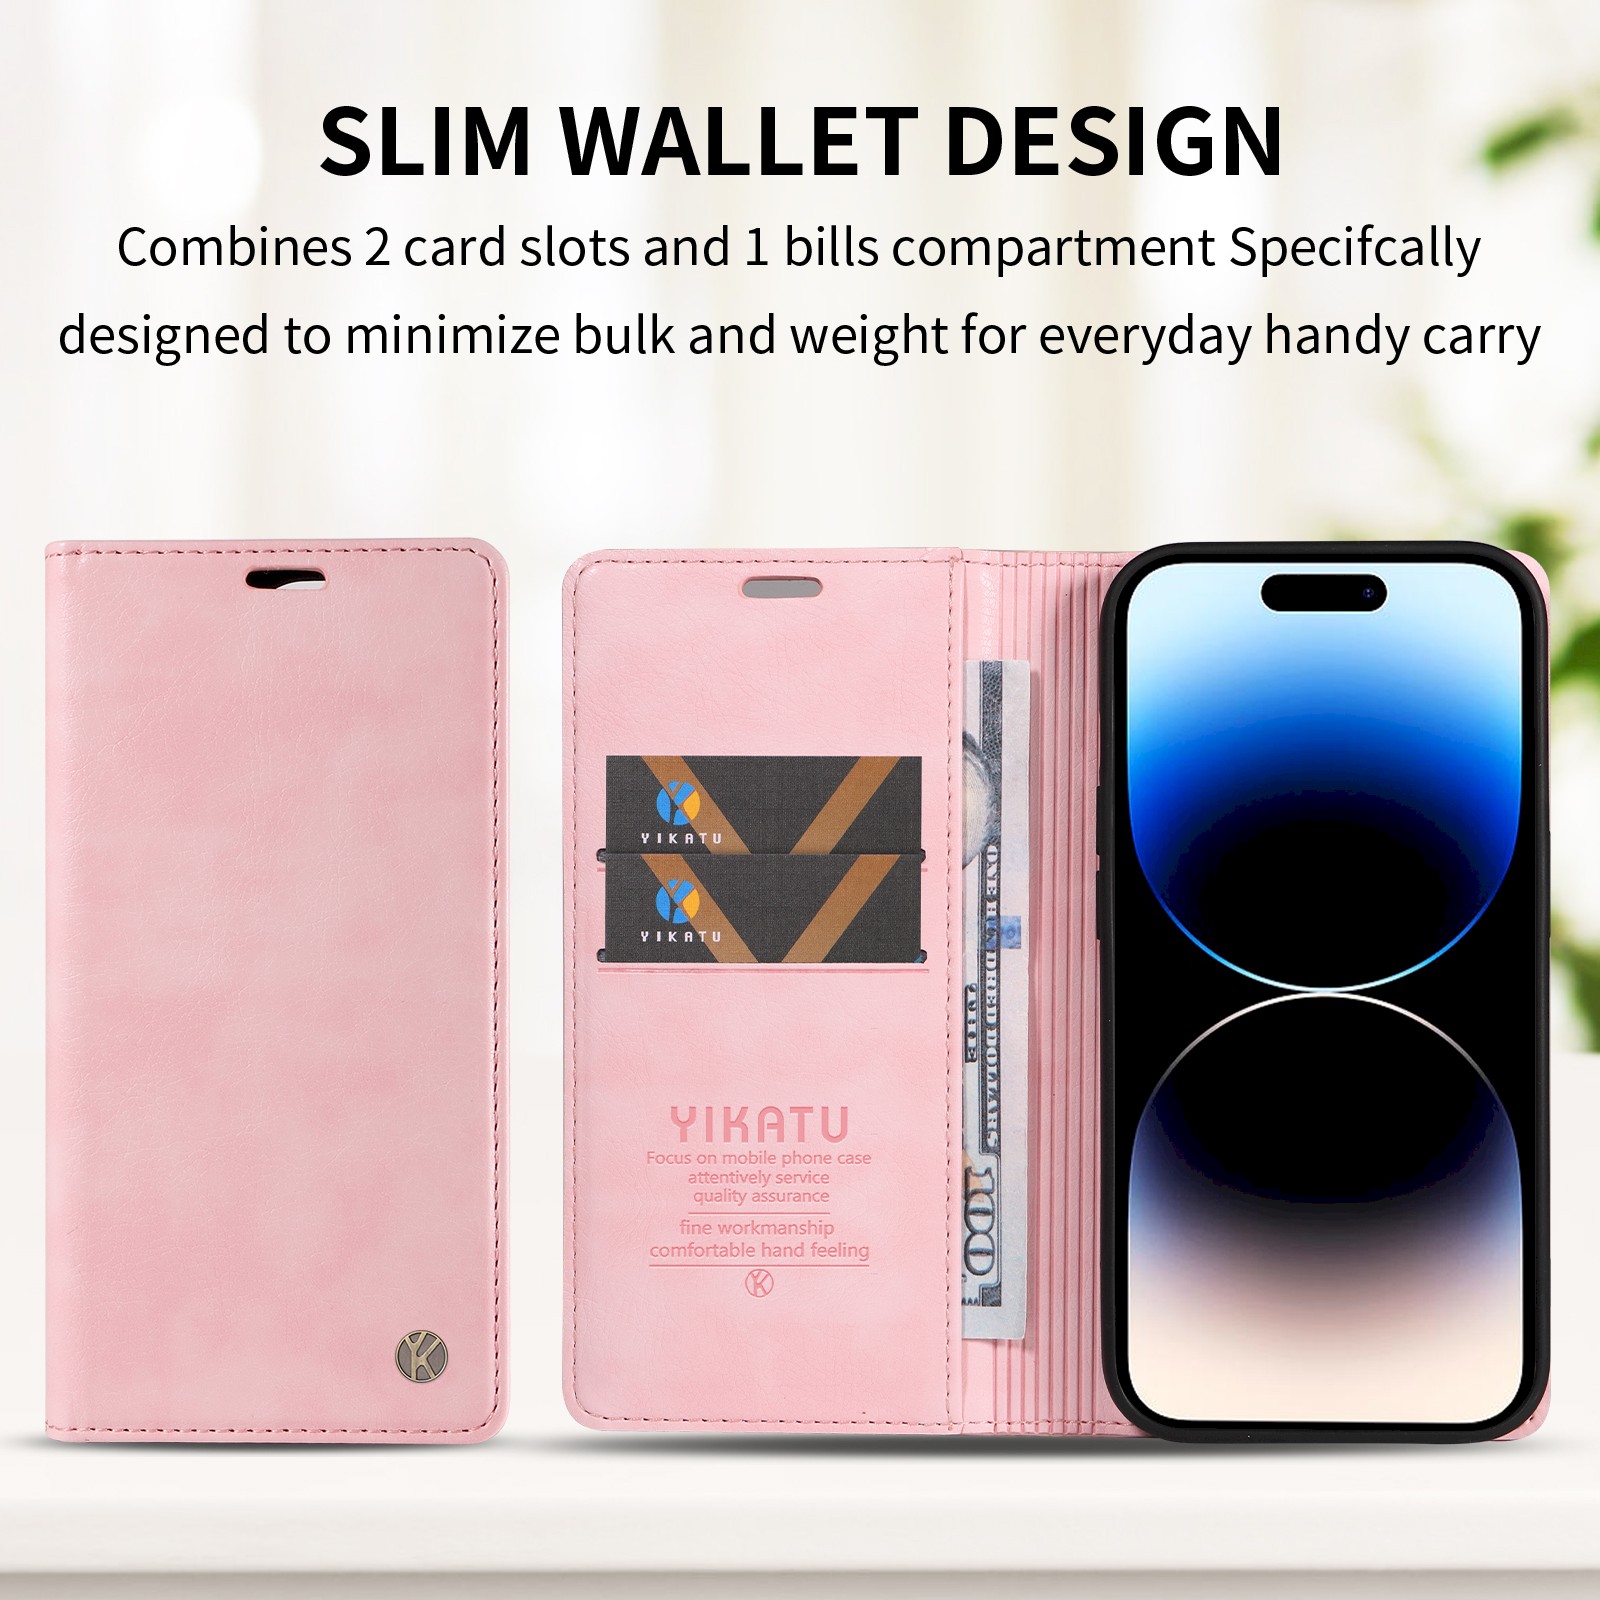 SLIM WALLET DESIGN
Combines 2 card slots and 1 bills compartment Specifcally
designed to minimize bulk and weight for everyday handy carry
YIKATU
YIKATU
YIKATU
Focus on mobile phone case
attentively service
quality assurance
fine workmanship
comfortable hand feeling
100